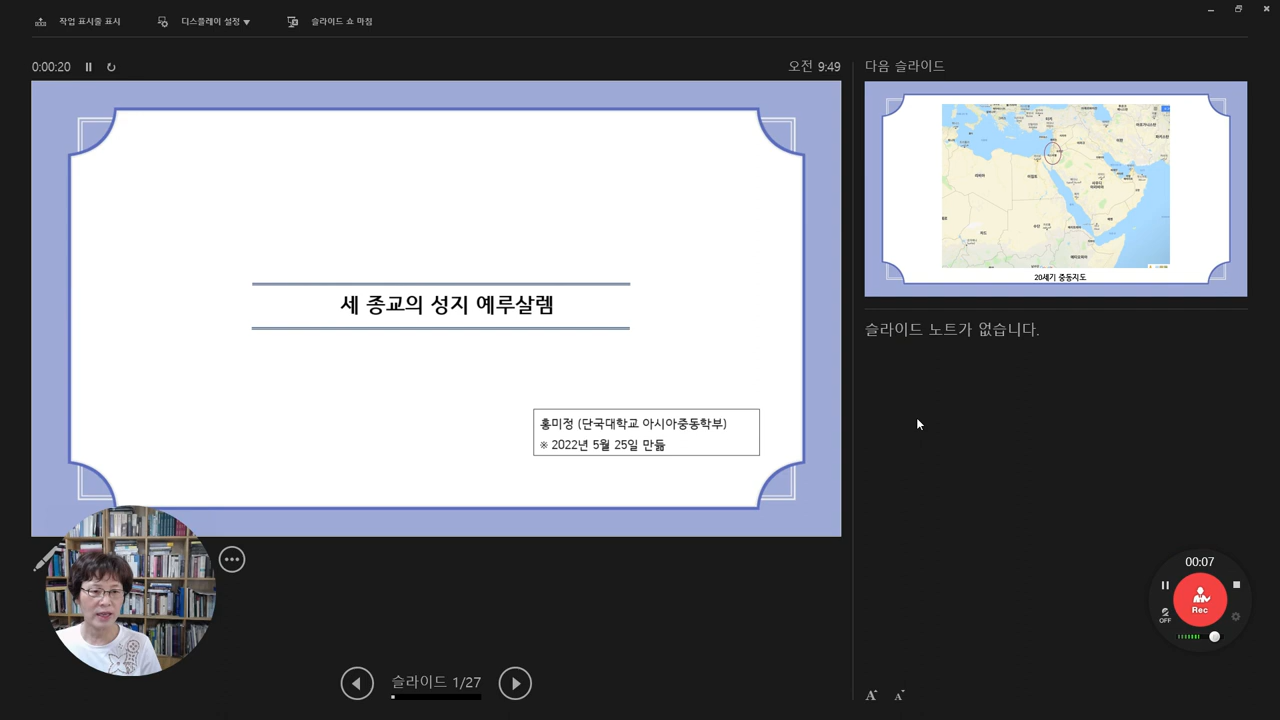 작업 표시줄 표시
디스플레이 설정 ▼
슬라이드 쇼 마침
0:00:20
오전 9:49
세 종교의 성지 예루살렘
홍미정 (단국대학교 아시아중동학부)
※ 2022년 5월 25일 만듦
슬라이드 1/27
다음 슬라이드
20세기 중동지도
슬라이드 노트가 없습니다.
00:07
Rec
OFF
A A